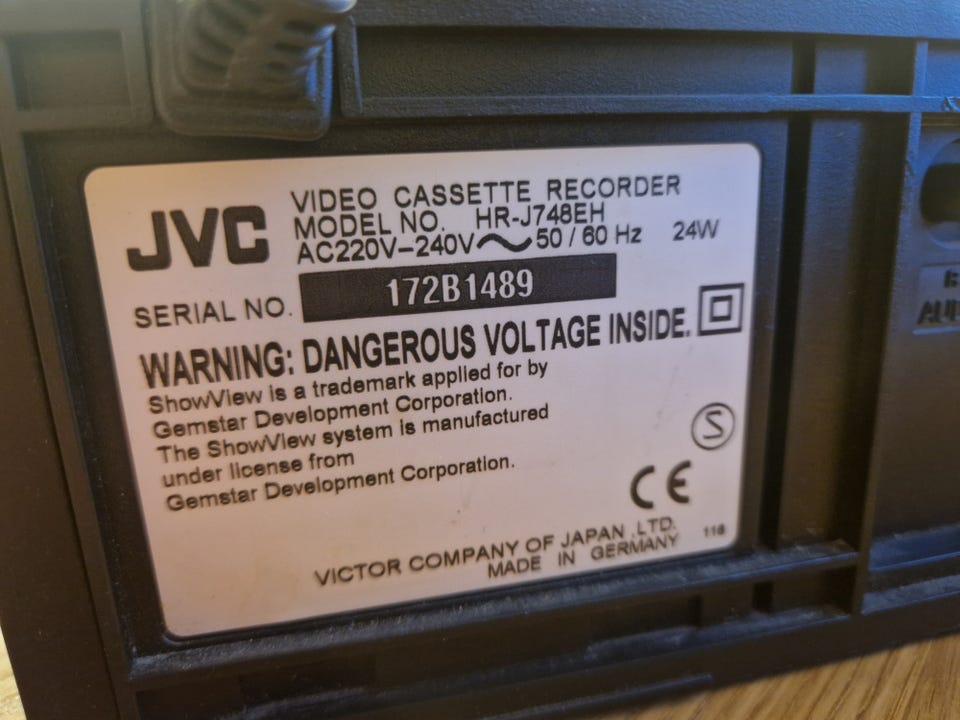 JVC
VIDEO CASSETTE RECORDER
MODEL NO. HR-J748EH
AC220V–240V～50 / 60 Hz 24W
SERIAL NO. 172B1489
WARNING: DANGEROUS VOLTAGE INSIDE.
ShowView is a trademark applied for by
Gemstar Development Corporation.
The ShowView system is manufactured
under license from
Gemstar Development Corporation.
S
CE
VICTOR COMPANY OF JAPAN ,LTD. 116
MADE IN GERMANY